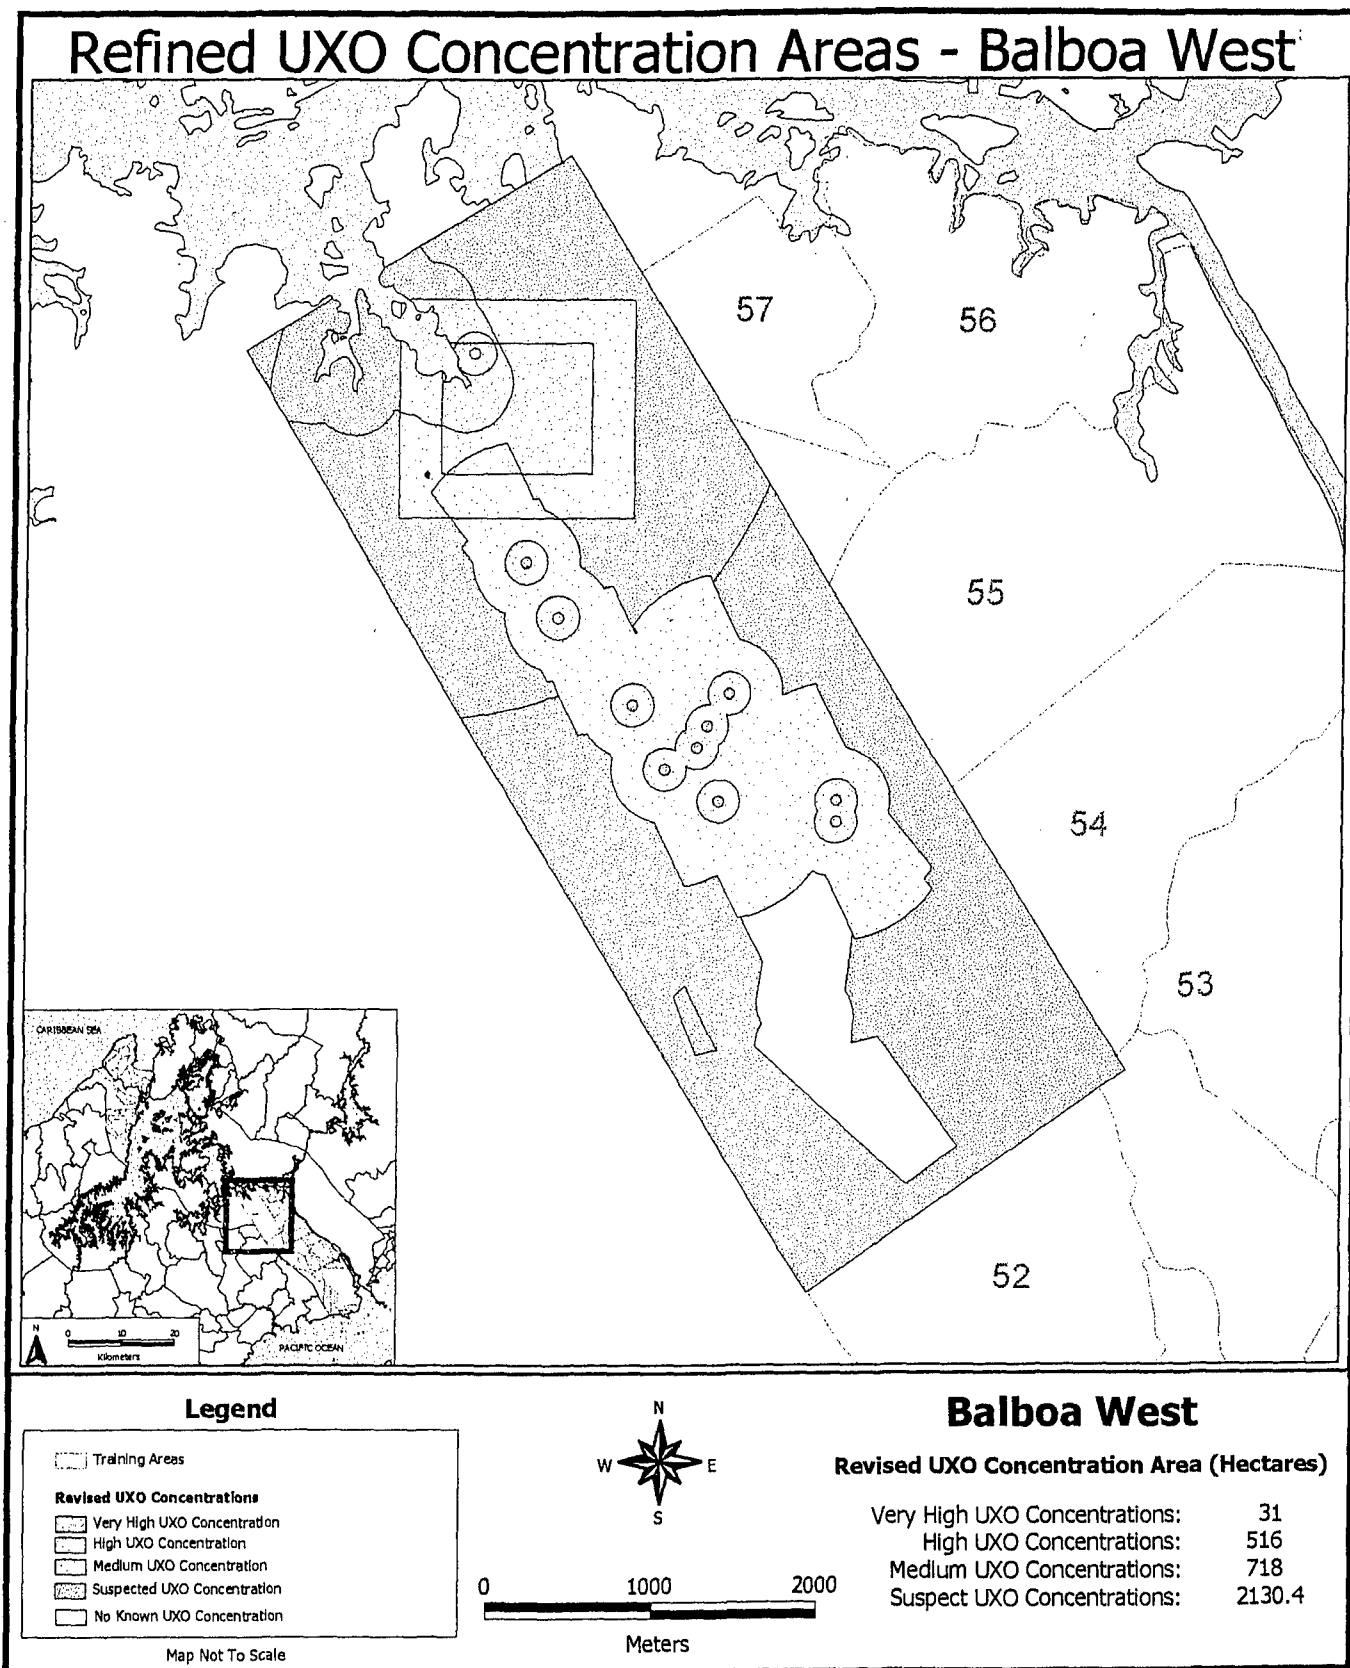 Refined UXO Concentration Areas - Balboa West
57
56
55
54
53
52
CARIBBEAN SEA
PACIFIC OCEAN
N
0 10 20
Kilometers
Legend
Training Areas
Revised UXO Concentrations
Very High UXO Concentration
High UXO Concentration
Medium UXO Concentration
Suspected UXO Concentration
No Known UXO Concentration
Map Not To Scale
N
W E
S
0 1000 2000
Meters
Balboa West
Revised UXO Concentration Area (Hectares)
Very High UXO Concentrations: 31
High UXO Concentrations: 516
Medium UXO Concentrations: 718
Suspect UXO Concentrations: 2130.4